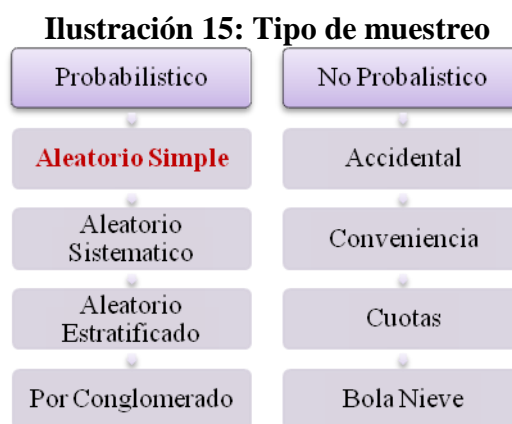 Ilustración 15: Tipo de muestreo
Probabilistico
Aleatorio Simple
Aleatorio
Sistematico
Aleatorio
Estratificado
Por Conglomerado
No Probalistico
Accidental
Conveniencia
Cuotas
Bola Nieve